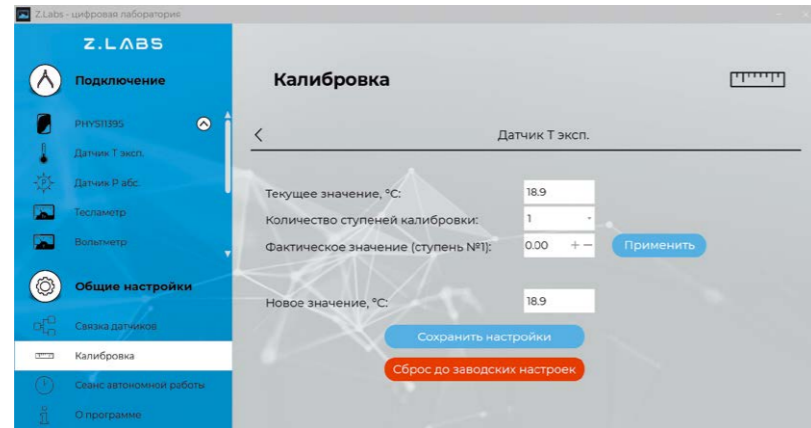 Z.Labs - цифровая лаборатория
Z.LABS
Подключение
PHYS11395
Датчик Т эксп.
Датчик Р абс.
Тесламетр
Вольтметр
Общие настройки
Связка датчиков
Калибровка
Сеанс автономной работы
О программе
Калибровка
Датчик Т эксп.
Текущее значение, °C: 18.9
Количество ступеней калибровки: 1
Фактическое значение (ступень №1): 0.00 + − Применить
Новое значение, °C: 18.9
Сохранить настройки
Сброс до заводских настроек